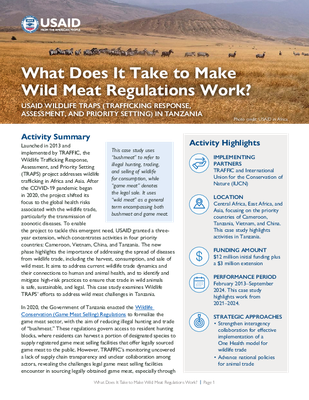 USAID
FROM THE AMERICAN PEOPLE
What Does It Take to Make
Wild Meat Regulations Work?
USAID WILDLIFE TRAPS (TRAFFICKING RESPONSE,
ASSESSMENT, AND PRIORITY SETTING) IN TANZANIA
Activity Summary
Launched in 2013 and
implemented by TRAFFIC, the
Wildlife Trafficking Response,
Assessment, and Priority Setting
(TRAPS) project addresses wildlife
trafficking in Africa and Asia. After
the COVID-19 pandemic began
in 2020, the project shifted its
focus to the global health risks
associated with the wildlife trade,
particularly the transmission of
zoonotic diseases. To enable
the project to tackle this emergent need, USAID granted a three-
year extension, which concentrates activities in four priority
countries: Cameroon, Vietnam, China, and Tanzania. The new
phase highlights the importance of addressing the spread of diseases
from wildlife trade, including the harvest, consumption, and sale of
wild meat. It aims to address current wildlife trade dynamics and
their connections to human and animal health, and to identify and
mitigate high-risk practices to ensure that trade in wild animals
is safe, sustainable, and legal. This case study examines Wildlife
TRAPS' efforts to address wild meat challenges in Tanzania.
In 2020, the Government of Tanzania enacted the Wildlife
Conservation (Game Meat Selling) Regulations to formalize the
game meat sector, with the aim of reducing illegal hunting and trade
of "bushmeat." These regulations govern access to resident hunting
blocks, where residents can harvest a portion of designated species to
supply registered game meat selling facilities that offer legally sourced
game meat to the public. However, TRAFFIC's monitoring uncovered
a lack of supply chain transparency and unclear collaboration among
actors, revealing the challenges legal game meat selling facilities
encounter in sourcing legally obtained game meat, especially through
This case study uses
"bushmeat" to refer to
illegal hunting, trading,
and selling of wildlife
for consumption, while
"game meat" denotes
the legal sale. It uses
"wild meat" as a general
term encompassing both
bushmeat and game meat.
Activity Highlights
IMPLEMENTING
PARTNERS
TRAFFIC and International
Union for the Conservation of
Nature (IUCN)
LOCATION
Central Africa, East Africa, and
Asia, focusing on the priority
countries of Cameroon,
Tanzania, Vietnam, and China.
This case study highlights
activities in Tanzania.
FUNDING AMOUNT
$12 million initial funding plus
a $3 million extension
PERFORMANCE PERIOD
February 2013–September
2024. This case study
highlights work from
2021–2024.
STRATEGIC APPROACHES
• Strengthen interagency
collaboration for effective
implementation of a
One Health model for
wildlife trade
• Advance national policies
for animal trade
What Does It Take to Make Wild Meat Regulations Work? | Page 1